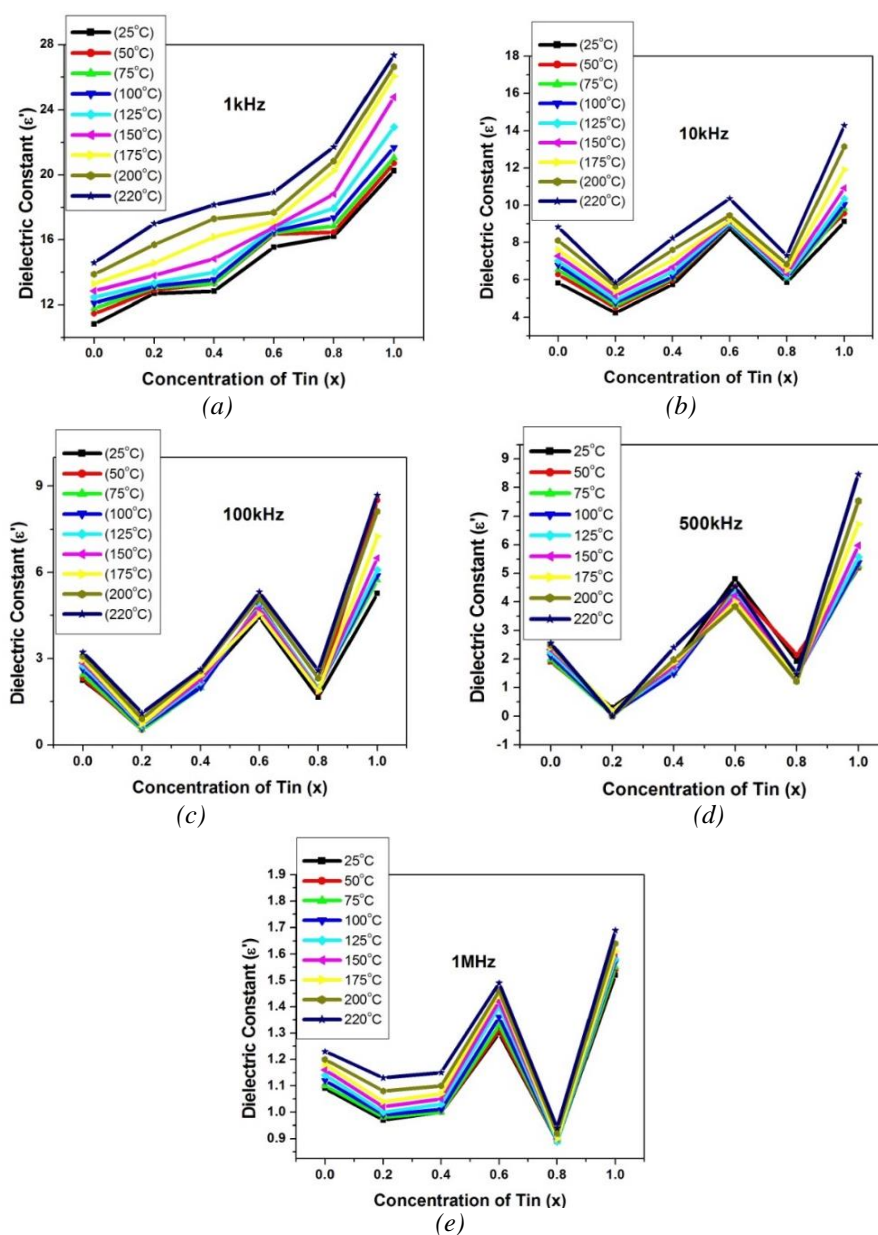 (25°C)
(50°C)
(75°C)
(100°C)
(125°C)
(150°C)
(175°C)
(200°C)
(220°C)
1kHz
28
24
20
16
12
Dielectric Constant (ε')
0.0 0.2 0.4 0.6 0.8 1.0
Concentration of Tin (x)
(a)
(25°C)
(50°C)
(75°C)
(100°C)
(125°C)
(150°C)
(175°C)
(200°C)
(220°C)
10kHz
18
16
14
12
10
8
6
4
Dielectric Constant (ε')
0.0 0.2 0.4 0.6 0.8 1.0
Concentration of Tin (x)
(b)
(25°C)
(50°C)
(75°C)
(100°C)
(125°C)
(150°C)
(175°C)
(200°C)
(220°C)
100kHz
9
6
3
0
Dielectric Constant (ε')
0.0 0.2 0.4 0.6 0.8 1.0
Concentration of Tin (x)
(c)
25°C
50°C
75°C
100°C
125°C
150°C
175°C
200°C
220°C
500kHz
9
8
7
6
5
4
3
2
1
0
-1
Dielectric Constant (ε')
0.0 0.2 0.4 0.6 0.8 1.0
Concentration of Tin (x)
(d)
25°C
50°C
75°C
100°C
125°C
150°C
175°C
200°C
220°C
1MHz
1.9
1.8
1.7
1.6
1.5
1.4
1.3
1.2
1.1
1.0
0.9
Dielectric Constant (ε')
0.0 0.2 0.4 0.6 0.8 1.0
Concentration of Tin (x)
(e)